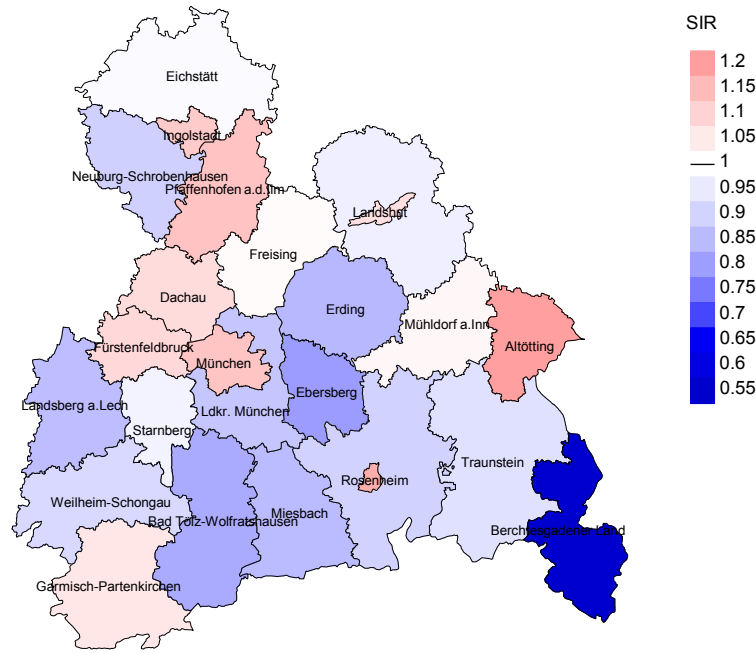 SIR
1.2
1.15
1.1
1.05
1
0.95
0.9
0.85
0.8
0.75
0.7
0.65
0.6
0.55
Eichstätt
Ingolstadt
Neuburg-Schrobenhausen
Pfaffenhofen a.d.Ilm
Landshut
Freising
Dachau
Erding
Mühldorf a.Inn
Altötting
Fürstenfeldbruck
München
Ebersberg
Landsberg a.Lech
Ldkr. München
Starnberg
Traunstein
Rosenheim
Weilheim-Schongau
Miesbach
Bad Tölz-Wolfratshausen
Berchtesgadener Land
Garmisch-Partenkirchen